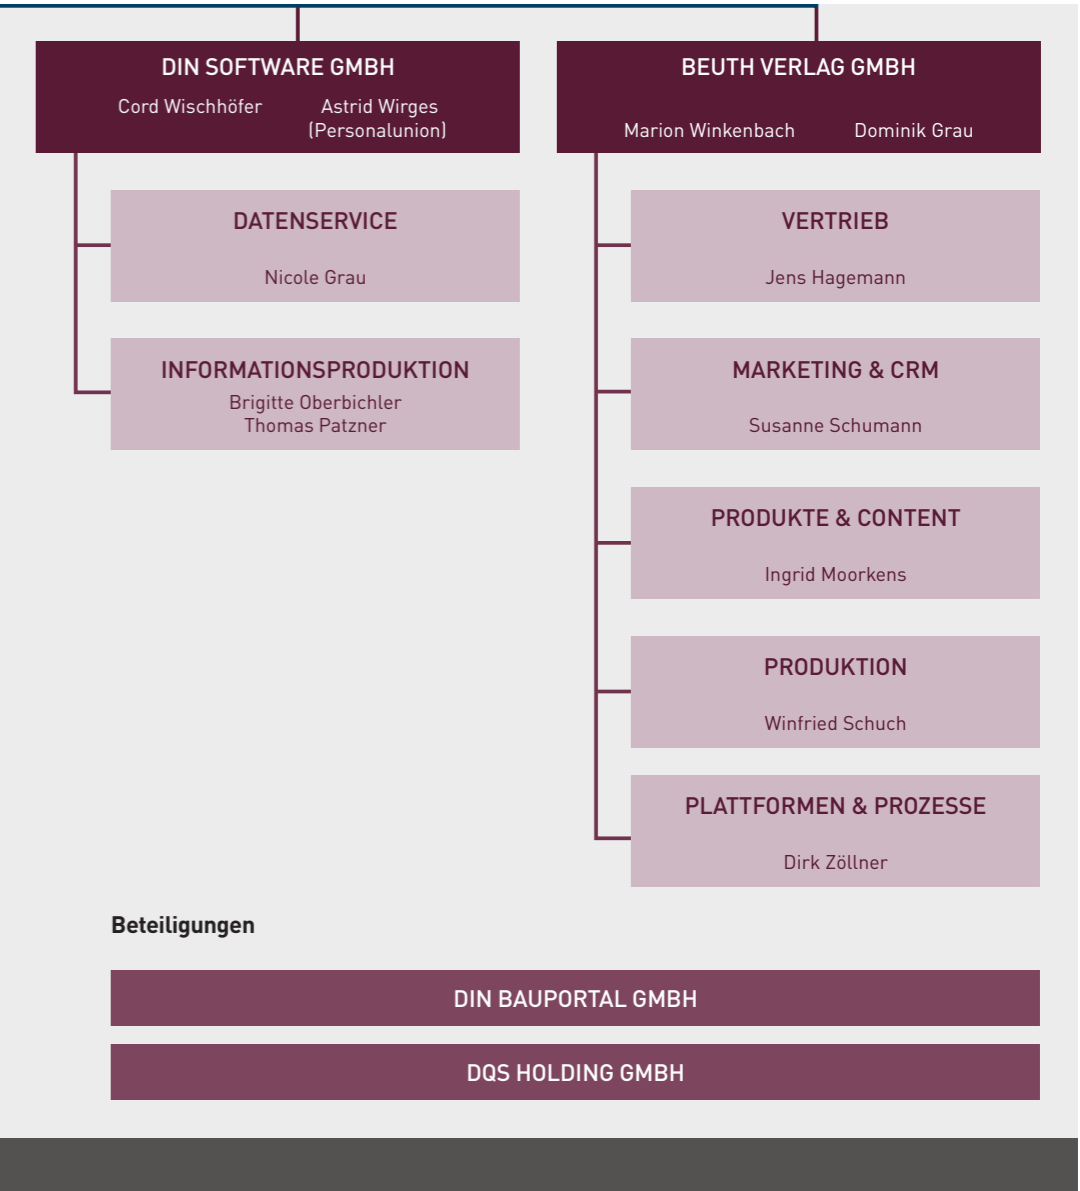 DIN SOFTWARE GMBH
Cord Wischhöfer
Astrid Wirges
(Personalunion)
DATENSERVICE
Nicole Grau
INFORMATIONSPRODUKTION
Brigitte Oberbichler
Thomas Patzner
BEUTH VERLAG GMBH
Marion Winkenbach
Dominik Grau
VERTRIEB
Jens Hagemann
MARKETING & CRM
Susanne Schumann
PRODUKTE & CONTENT
Ingrid Moorkens
PRODUKTION
Winfried Schuch
PLATTFORMEN & PROZESSE
Dirk Zöllner
Beteiligungen
DIN BAUPORTAL GMBH
DQS HOLDING GMBH